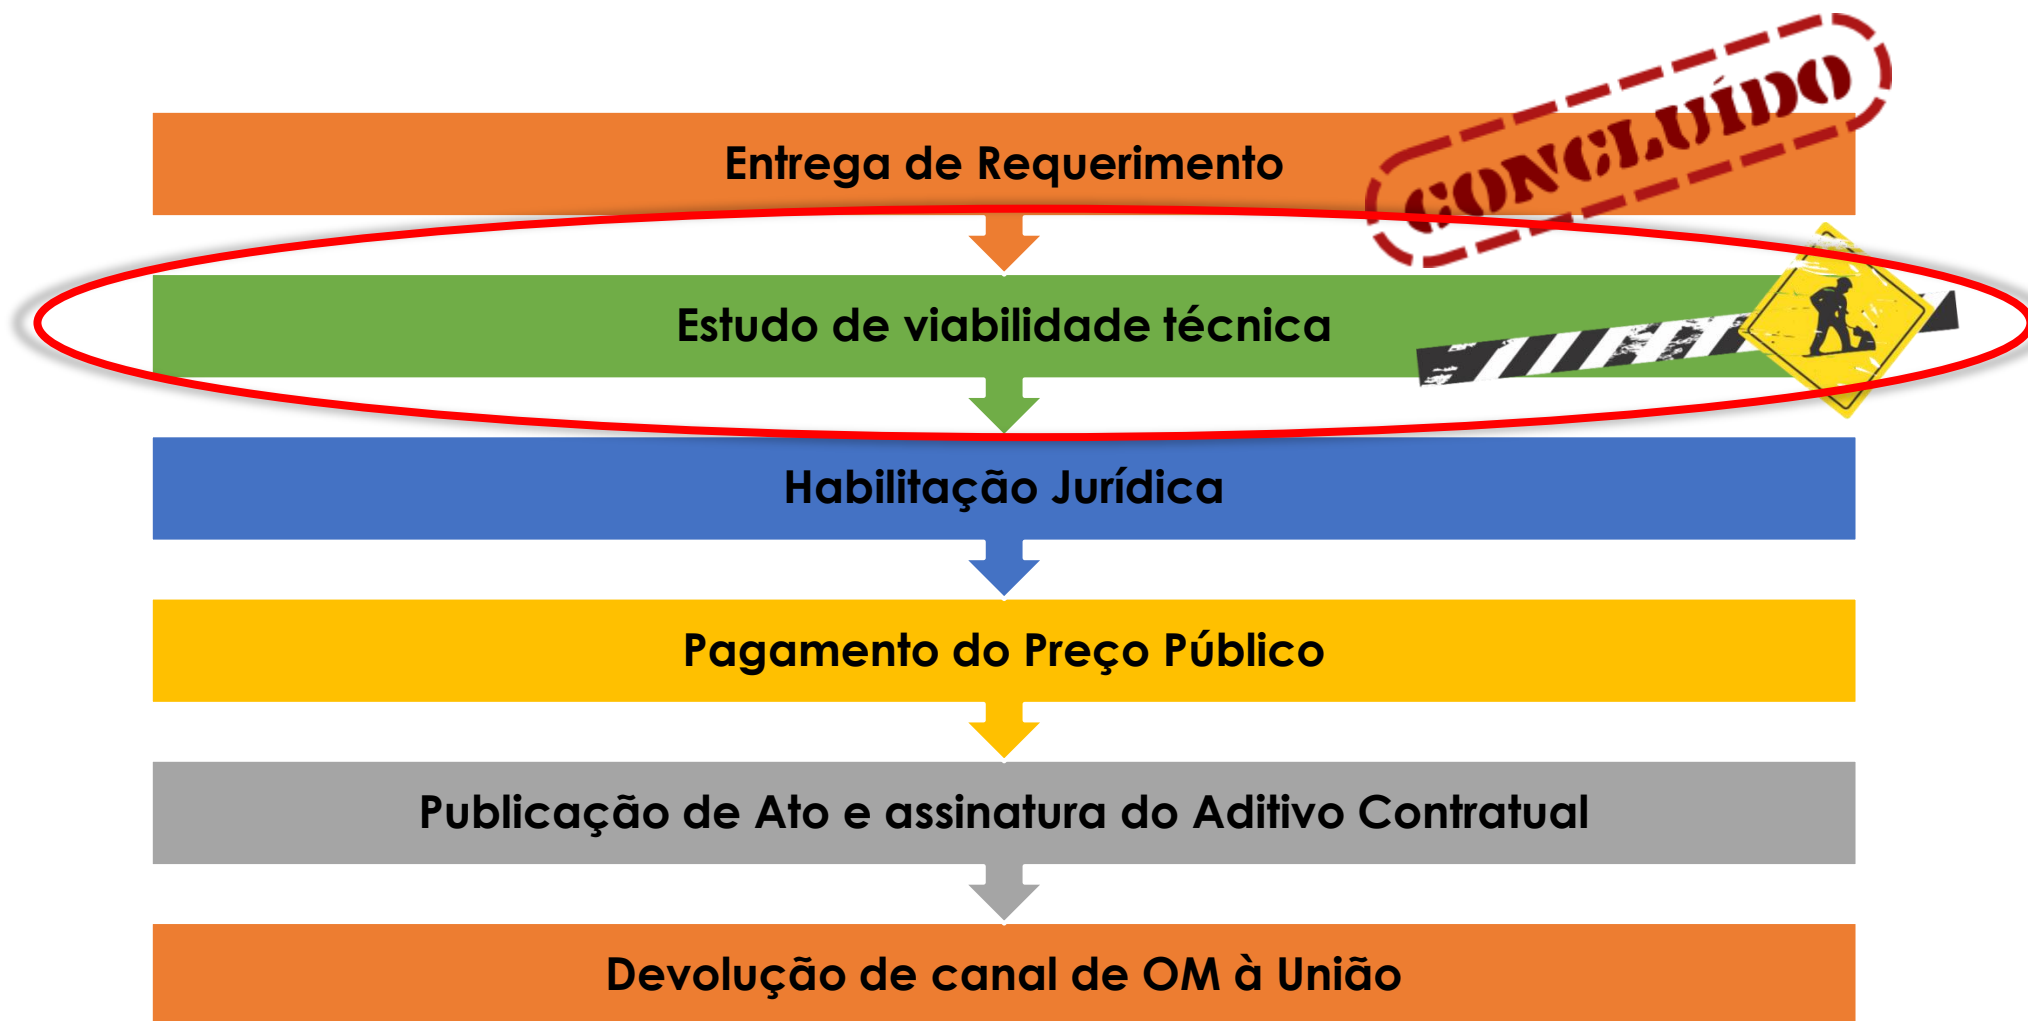 CONCLUÍDO
Entrega de Requerimento
Estudo de viabilidade técnica
Habilitação Jurídica
Pagamento do Preço Público
Publicação de Ato e assinatura do Aditivo Contratual
Devolução de canal de OM à União